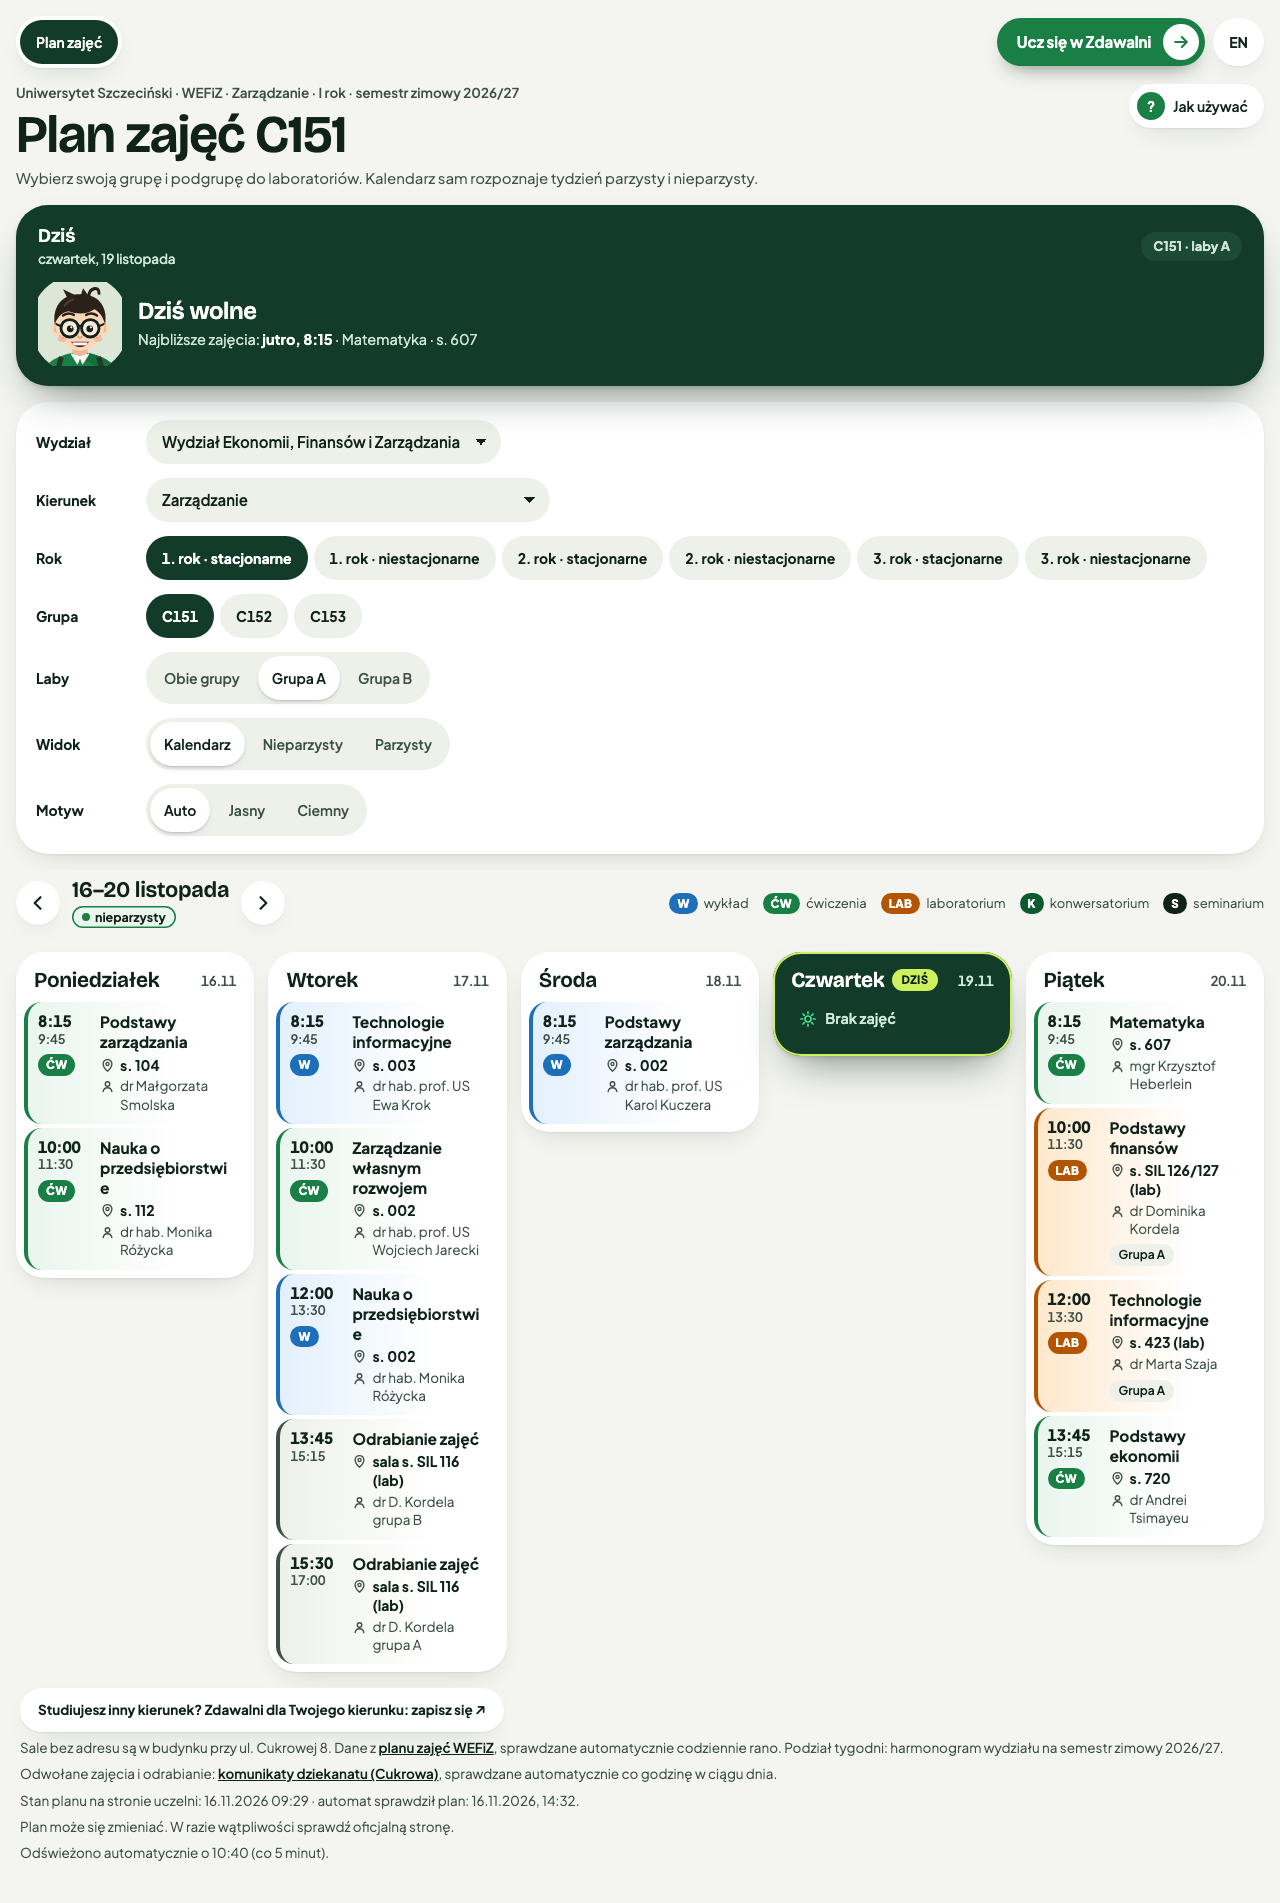 Plan zajęć
Ucz się w Zdawalni
EN
Uniwersytet Szczeciński · WEFiZ · Zarządzanie · I rok · semestr zimowy 2026/27
? Jak używać
Plan zajęć C151
Wybierz swoją grupę i podgrupę do laboratoriów. Kalendarz sam rozpoznaje tydzień parzysty i nieparzysty.
Dziś
czwartek, 19 listopada
C151 · laby A
Dziś wolne
Najbliższe zajęcia: jutro, 8:15 · Matematyka · s. 607
Wydział
Wydział Ekonomii, Finansów i Zarządzania
Kierunek
Zarządzanie
Rok
1. rok · stacjonarne
1. rok · niestacjonarne
2. rok · stacjonarne
2. rok · niestacjonarne
3. rok · stacjonarne
3. rok · niestacjonarne
Grupa
C151
C152
C153
Laby
Obie grupy
Grupa A
Grupa B
Widok
Kalendarz
Nieparzysty
Parzysty
Motyw
Auto
Jasny
Ciemny
16–20 listopada
nieparzysty
W wykład
ĆW ćwiczenia
LAB laboratorium
K konwersatorium
S seminarium
Poniedziałek 16.11
8:15
9:45
ĆW
Podstawy
zarządzania
s. 104
dr Małgorzata
Smolska
10:00
11:30
ĆW
Nauka o
przedsiębiorstwi
e
s. 112
dr hab. Monika
Różycka
Wtorek 17.11
8:15
9:45
W
Technologie
informacyjne
s. 003
dr hab. prof. US
Ewa Krok
10:00
11:30
ĆW
Zarządzanie
własnym
rozwojem
s. 002
dr hab. prof. US
Wojciech Jarecki
12:00
13:30
W
Nauka o
przedsiębiorstwi
e
s. 002
dr hab. Monika
Różycka
13:45
15:15
Odrabianie zajęć
sala s. SIL 116
(lab)
dr D. Kordela
grupa B
15:30
17:00
Odrabianie zajęć
sala s. SIL 116
(lab)
dr D. Kordela
grupa A
Środa 18.11
8:15
9:45
W
Podstawy
zarządzania
s. 002
dr hab. prof. US
Karol Kuczera
Czwartek DZIŚ 19.11
Brak zajęć
Piątek 20.11
8:15
9:45
ĆW
Matematyka
s. 607
mgr Krzysztof
Heberlein
10:00
11:30
LAB
Podstawy
finansów
s. SIL 126/127
(lab)
dr Dominika
Kordela
Grupa A
12:00
13:30
LAB
Technologie
informacyjne
s. 423 (lab)
dr Marta Szaja
Grupa A
13:45
15:15
ĆW
Podstawy
ekonomii
s. 720
dr Andrei
Tsimayeu
Studiujesz inny kierunek? Zdawalni dla Twojego kierunku: zapisz się ↗
Sale bez adresu są w budynku przy ul. Cukrowej 8. Dane z planu zajęć WEFiZ, sprawdzane automatycznie codziennie rano. Podział tygodni: harmonogram wydziału na semestr zimowy 2026/27.
Odwołane zajęcia i odrabianie: komunikaty dziekanatu (Cukrowa), sprawdzane automatycznie co godzinę w ciągu dnia.
Stan planu na stronie uczelni: 16.11.2026 09:29 · automat sprawdził plan: 16.11.2026, 14:32.
Plan może się zmieniać. W razie wątpliwości sprawdź oficjalną stronę.
Odświeżono automatycznie o 10:40 (co 5 minut).